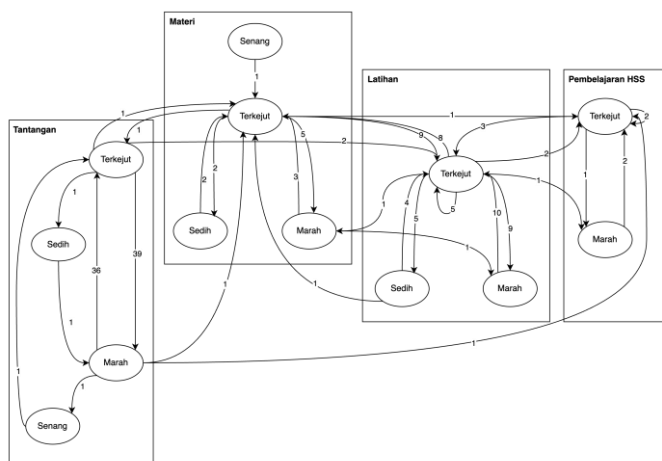 Materi
Senang
1
Latihan
Pembelajaran HSS
Tantangan
1
1
Terkejut
5
9
8
1
3
Terkejut
2
1
Terkejut
2
Terkejut
2
2
3
5
1
1
2
1
4
5
10
9
1
Sedih
Marah
1
Marah
Sedih
36
39
1
Sedih
Marah
1
Marah
1
1
1
Senang